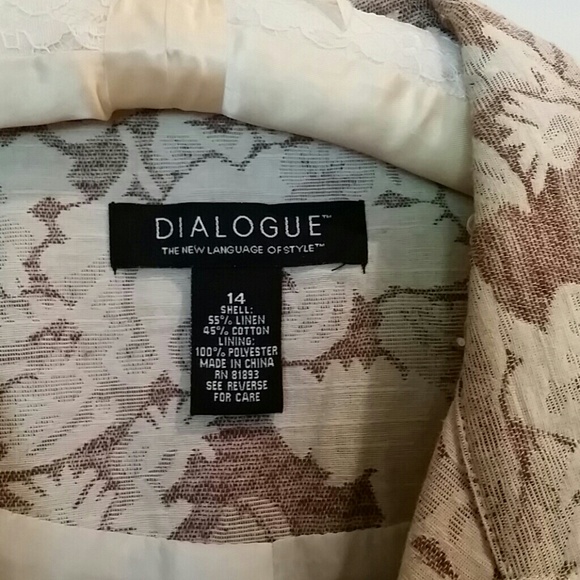 DIALOGUE™
THE NEW LANGUAGE OF STYLE™
14
SHELL:
55% LINEN
45% COTTON
LINING:
100% POLYESTER
MADE IN CHINA
RN 81893
SEE REVERSE
FOR CARE